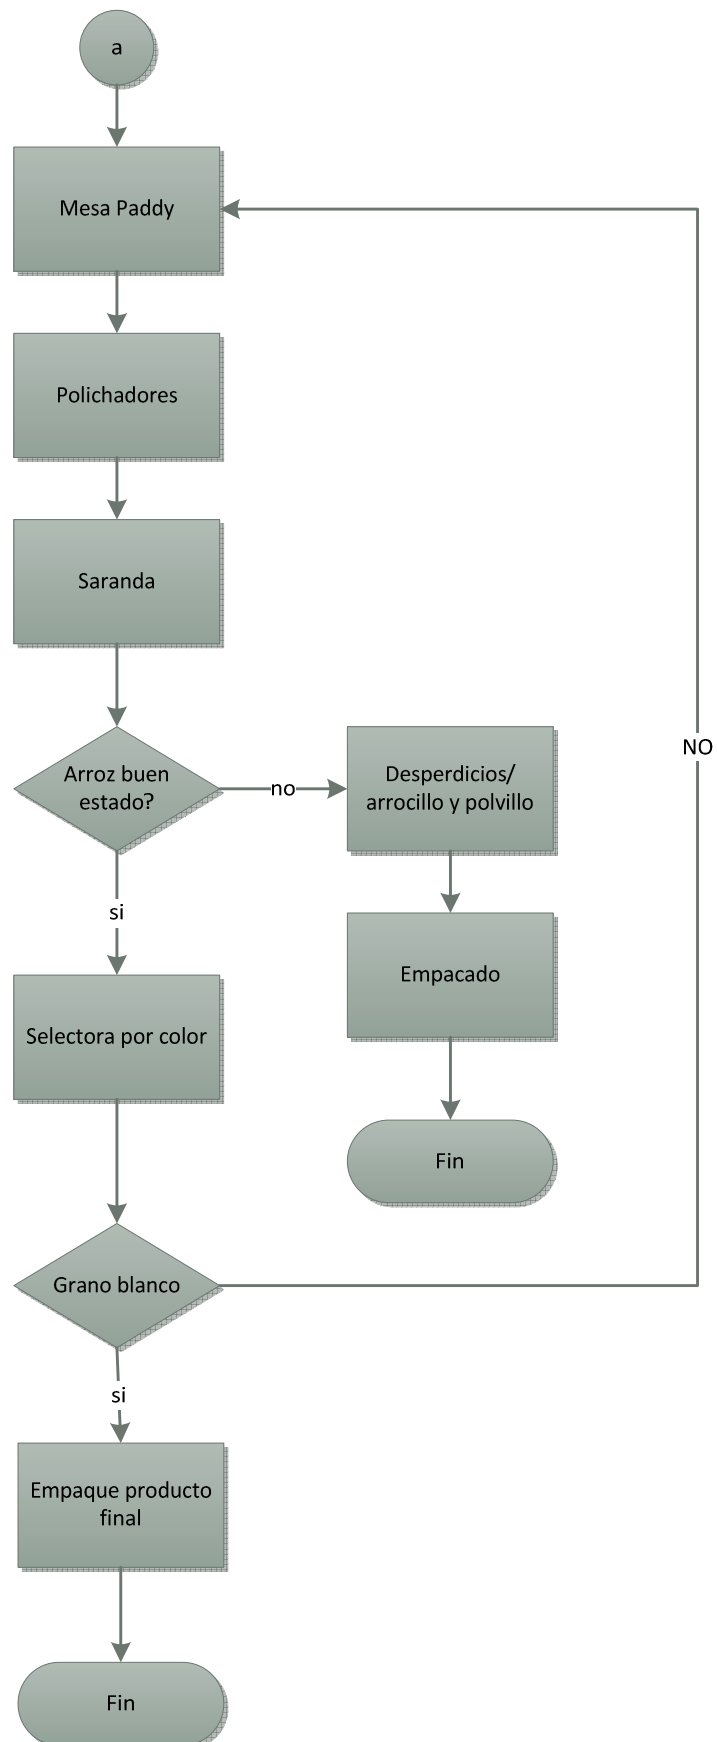 a
Mesa Paddy
Polichadores
Saranda
Arroz buen
estado?
no
Desperdicios/
arrocillo y polvillo
NO
si
Empacado
Selectora por color
Fin
Grano blanco
si
Empaque producto
final
Fin